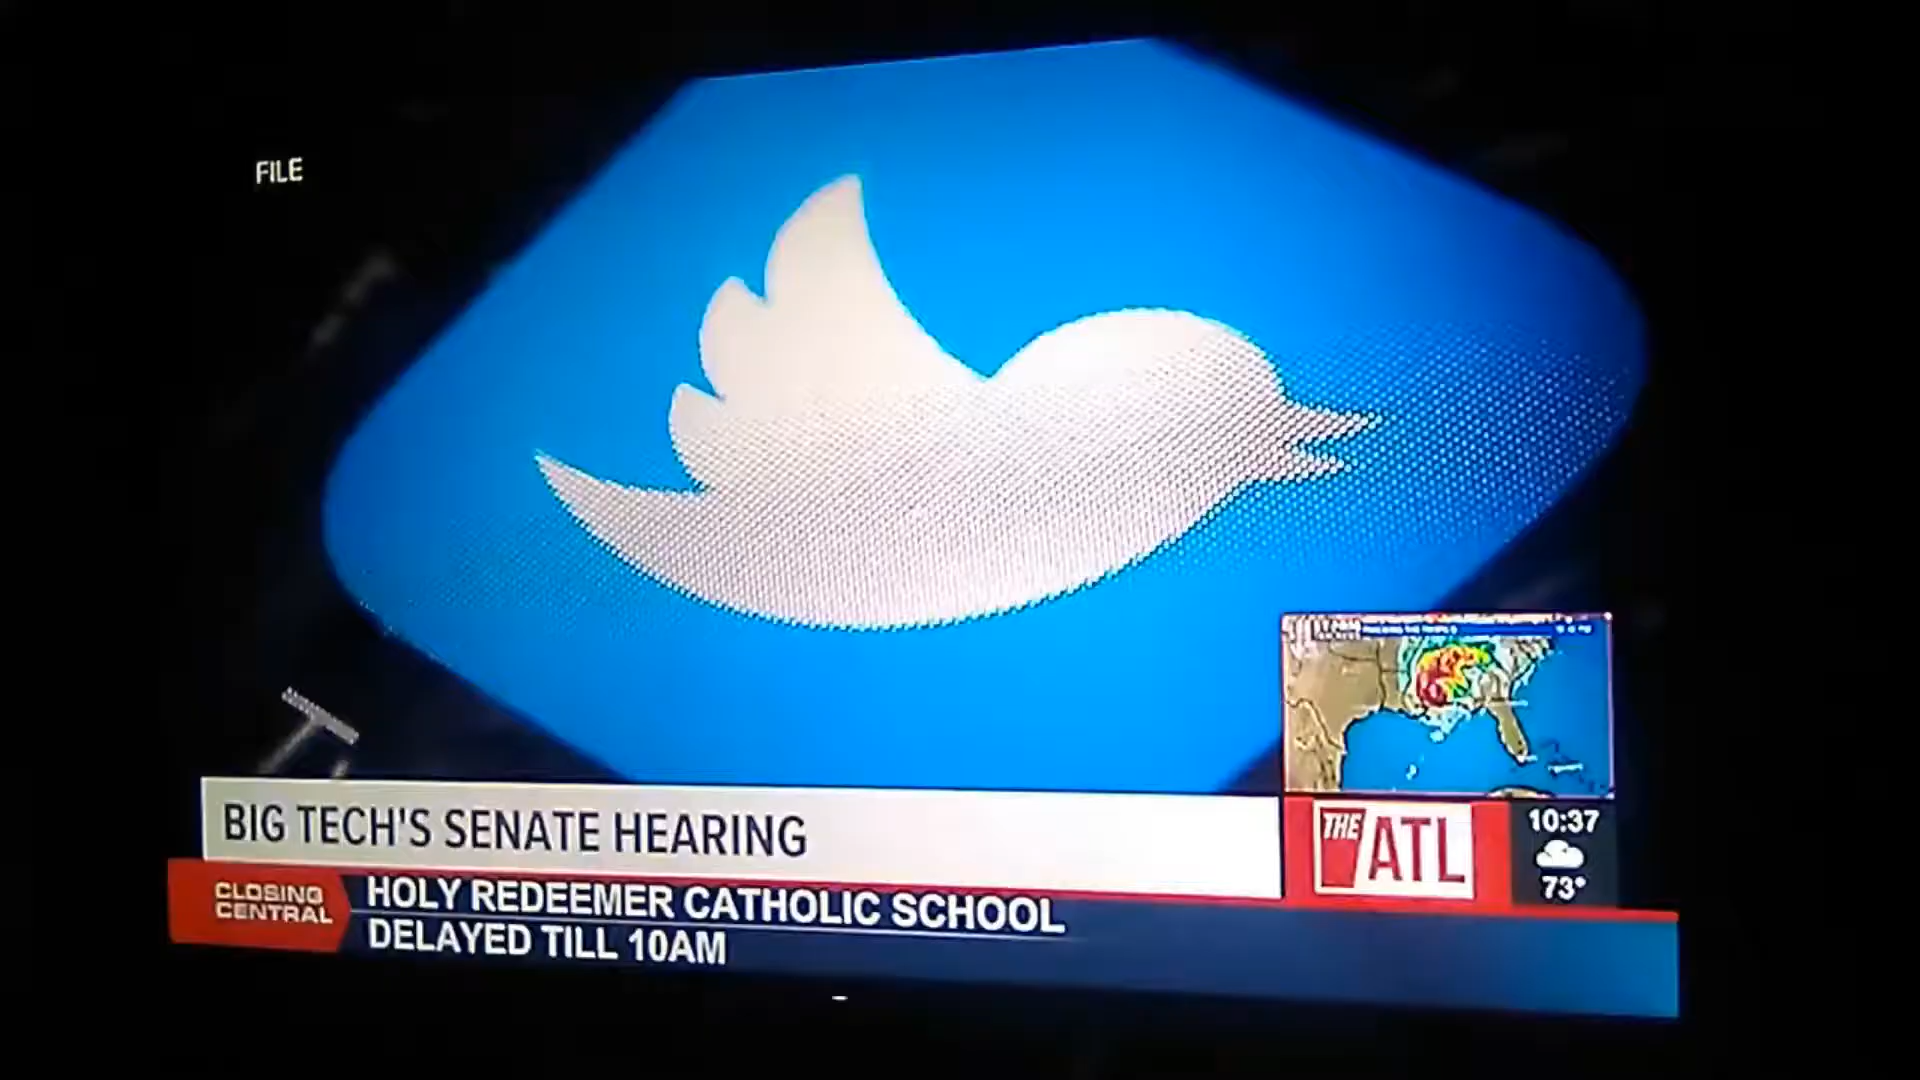 FILE
BIG TECH'S SENATE HEARING
THE ATL
10:37
73°
CLOSING CENTRAL
HOLY REDEEMER CATHOLIC SCHOOL
DELAYED TILL 10AM